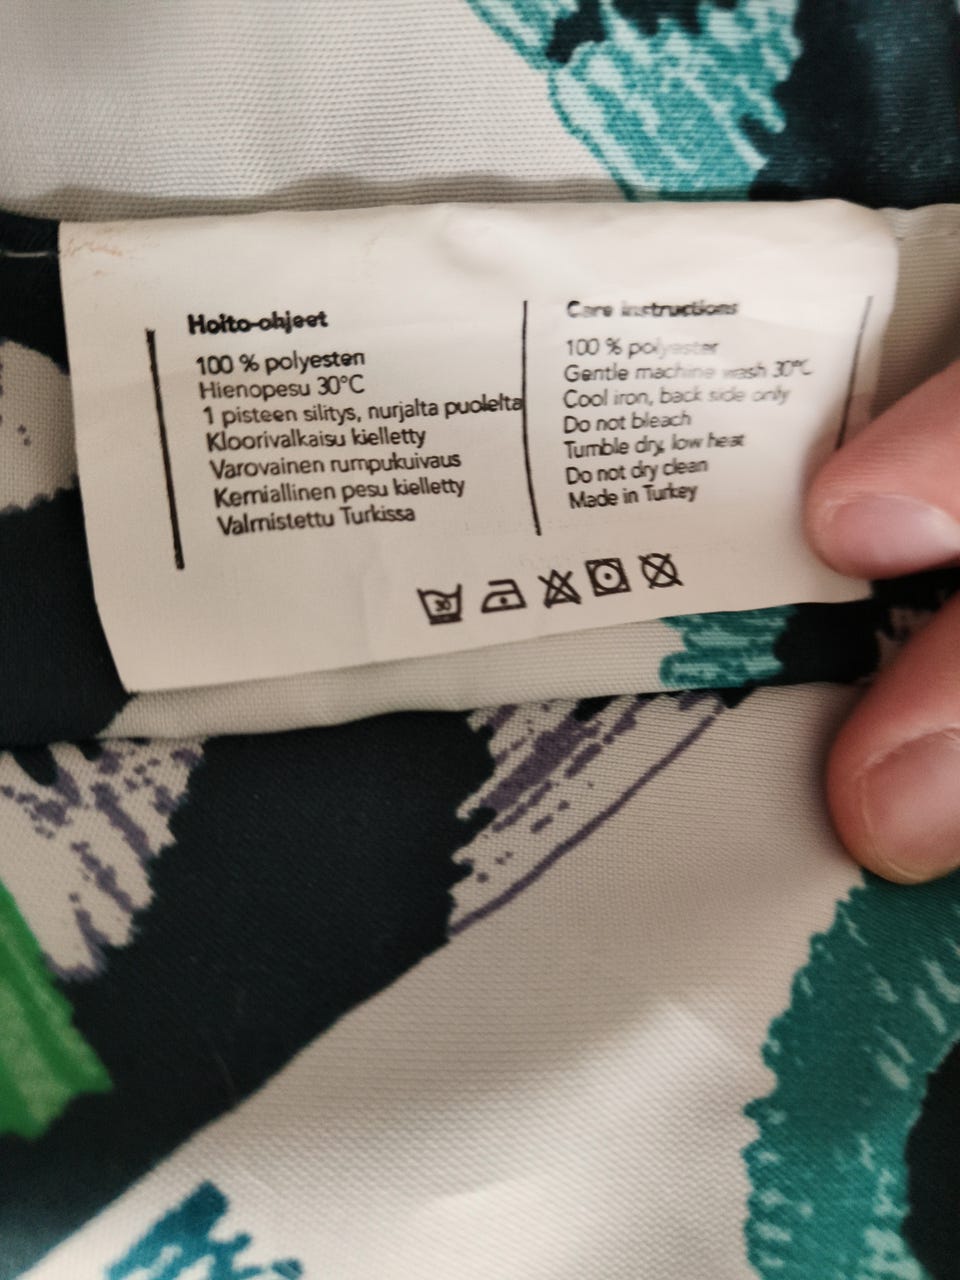 Hoito-ohjeet
100 % polyesteri
Hienopesu 30°C
1 pisteen silitys, nurjalta puolelta
Kloorivalkaisu kielletty
Varovainen rumpukuivaus
Kemiallinen pesu kielletty
Valmistettu Turkissa
Care instructions
100 % polyester
Gentle machine wash 30°C
Cool iron, back side only
Do not bleach
Tumble dry, low heat
Do not dry clean
Made in Turkey
30